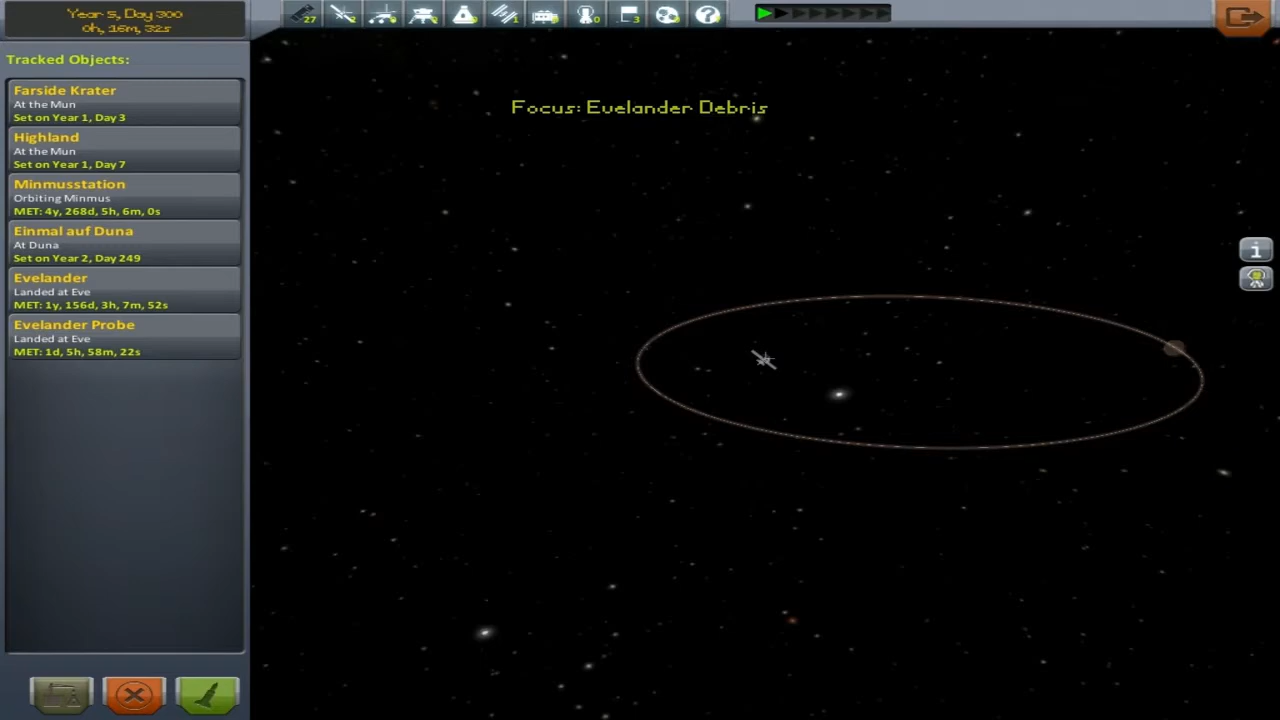 Year 5, Day 300
0h, 16m, 32s
27
2
3
Tracked Objects:
Farside Krater
At the Mun
Set on Year 1, Day 3
Highland
At the Mun
Set on Year 1, Day 7
Minmusstation
Orbiting Minmus
MET: 4y, 268d, 5h, 6m, 0s
Einmal auf Duna
At Duna
Set on Year 2, Day 249
Evelander
Landed at Eve
MET: 1y, 156d, 3h, 7m, 52s
Evelander Probe
Landed at Eve
MET: 1d, 5h, 58m, 22s
Focus: Evelander Debris